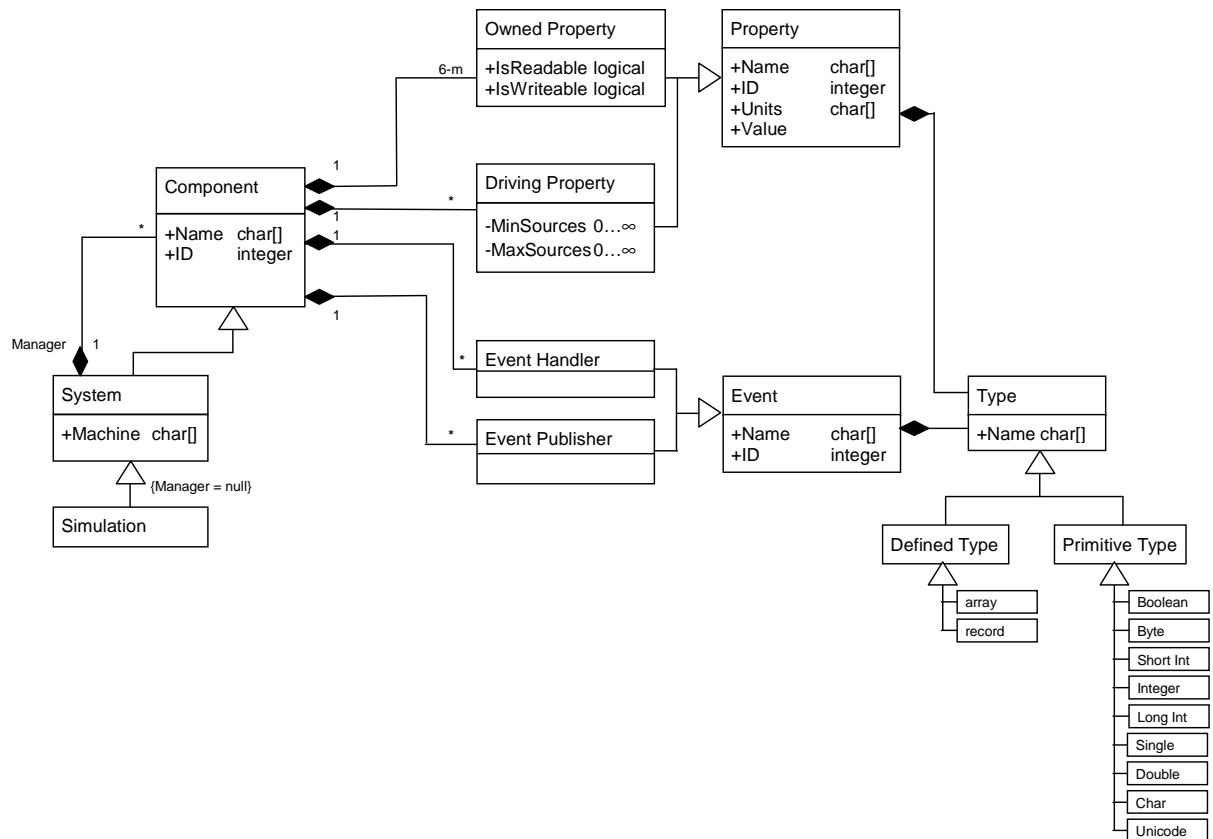 Owned Property
+IsReadable logical
+IsWriteable logical
Property
+Name char[]
+ID integer
+Units char[]
+Value
6-m
1
Component
+Name char[]
+ID integer
*
1
1
1
Driving Property
-MinSources 0…∞
-MaxSources 0…∞
*
Manager 1
System
+Machine char[]
{Manager = null}
Simulation
*
Event Handler
*
Event Publisher
Event
+Name char[]
+ID integer
Type
+Name char[]
Defined Type
array
record
Primitive Type
Boolean
Byte
Short Int
Integer
Long Int
Single
Double
Char
Unicode